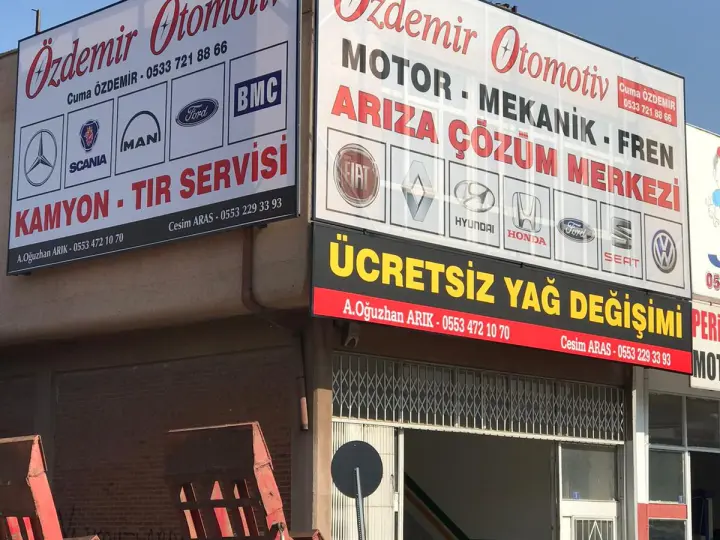 Özdemir Otomotiv
Cuma ÖZDEMİR - 0533 721 88 66
SCANIA
MAN
Ford
BMC
KAMYON - TIR SERVİSİ
A.Oğuzhan ARIK - 0553 472 10 70
Cesim ARAS - 0553 229 33 93
Özdemir Otomotiv
Cuma ÖZDEMİR
0533 721 88 66
MOTOR - MEKANİK - FREN
ARIZA ÇÖZÜM MERKEZİ
FIAT
HYUNDAI
HONDA
Ford
SEAT
ÜCRETSİZ YAĞ DEĞİŞİMİ
A.Oğuzhan ARIK - 0553 472 10 70
Cesim ARAS - 0553 229 33 93